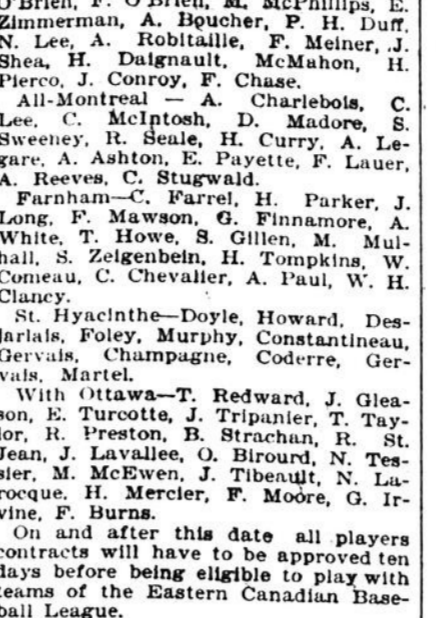 O'Brien, F. O'Brien, M. McPhillips, E.
Zimmerman, A. Boucher, P. H. Duff,
N. Lee, A. Robitaille, F. Meiner, J.
Shea, H. Daignault, McMahon, H.
Pierco, J. Conroy, F. Chase.
All-Montreal — A. Charlebois, C.
Lee, C. McIntosh, D. Madore, S.
Sweeney, R. Seale, H. Curry, A. Le-
gare, A. Ashton, E. Payette, F. Lauer,
A. Reeves, C. Stugwald.
Farnham—C. Farrel, H. Parker, J.
Long, F. Mawson, G. Finnamore, A.
White, T. Howe, S. Gillen, M. Mul-
hall, S. Zeigenbein, H. Tompkins, W.
Comeau, C. Chevalier, A. Paul, W. H.
Clancy.
St. Hyacinthe—Doyle, Howard, Des-
jarlais, Foley, Murphy, Constantineau,
Gervais, Champagne, Coderre, Ger-
vais, Martel.
With Ottawa—T. Redward, J. Glea-
son, E. Turcotte, J. Tripanier, T. Tay-
lor, R. Preston, B. Strachan, R. St.
Jean, J. Lavallee, O. Birourd, N. Tes-
sier, M. McEwen, J. Tibeault, N. La-
rocque, H. Mercier, F. Moore, G. Ir-
vine, F. Burns.
On and after this date all players
contracts will have to be approved ten
days before being eligible to play with
teams of the Eastern Canadian Base-
ball League.